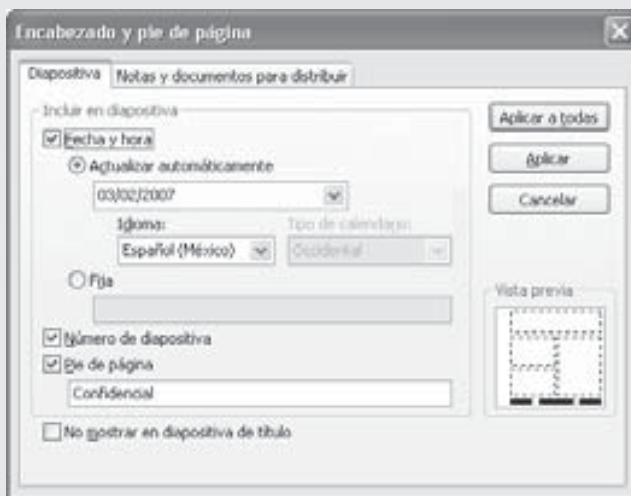 Encabezado y pie de página
Diapositiva Notas y documentos para distribuir
Incluir en diapositiva
Fecha y hora
Actualizar automáticamente
03/02/2007
Idioma: Tipo de calendario:
Español (México) Occidental
Fija
Número de diapositiva
Pie de página
Confidencial
No mostrar en diapositiva de título
Aplicar a todas
Aplicar
Cancelar
Vista previa